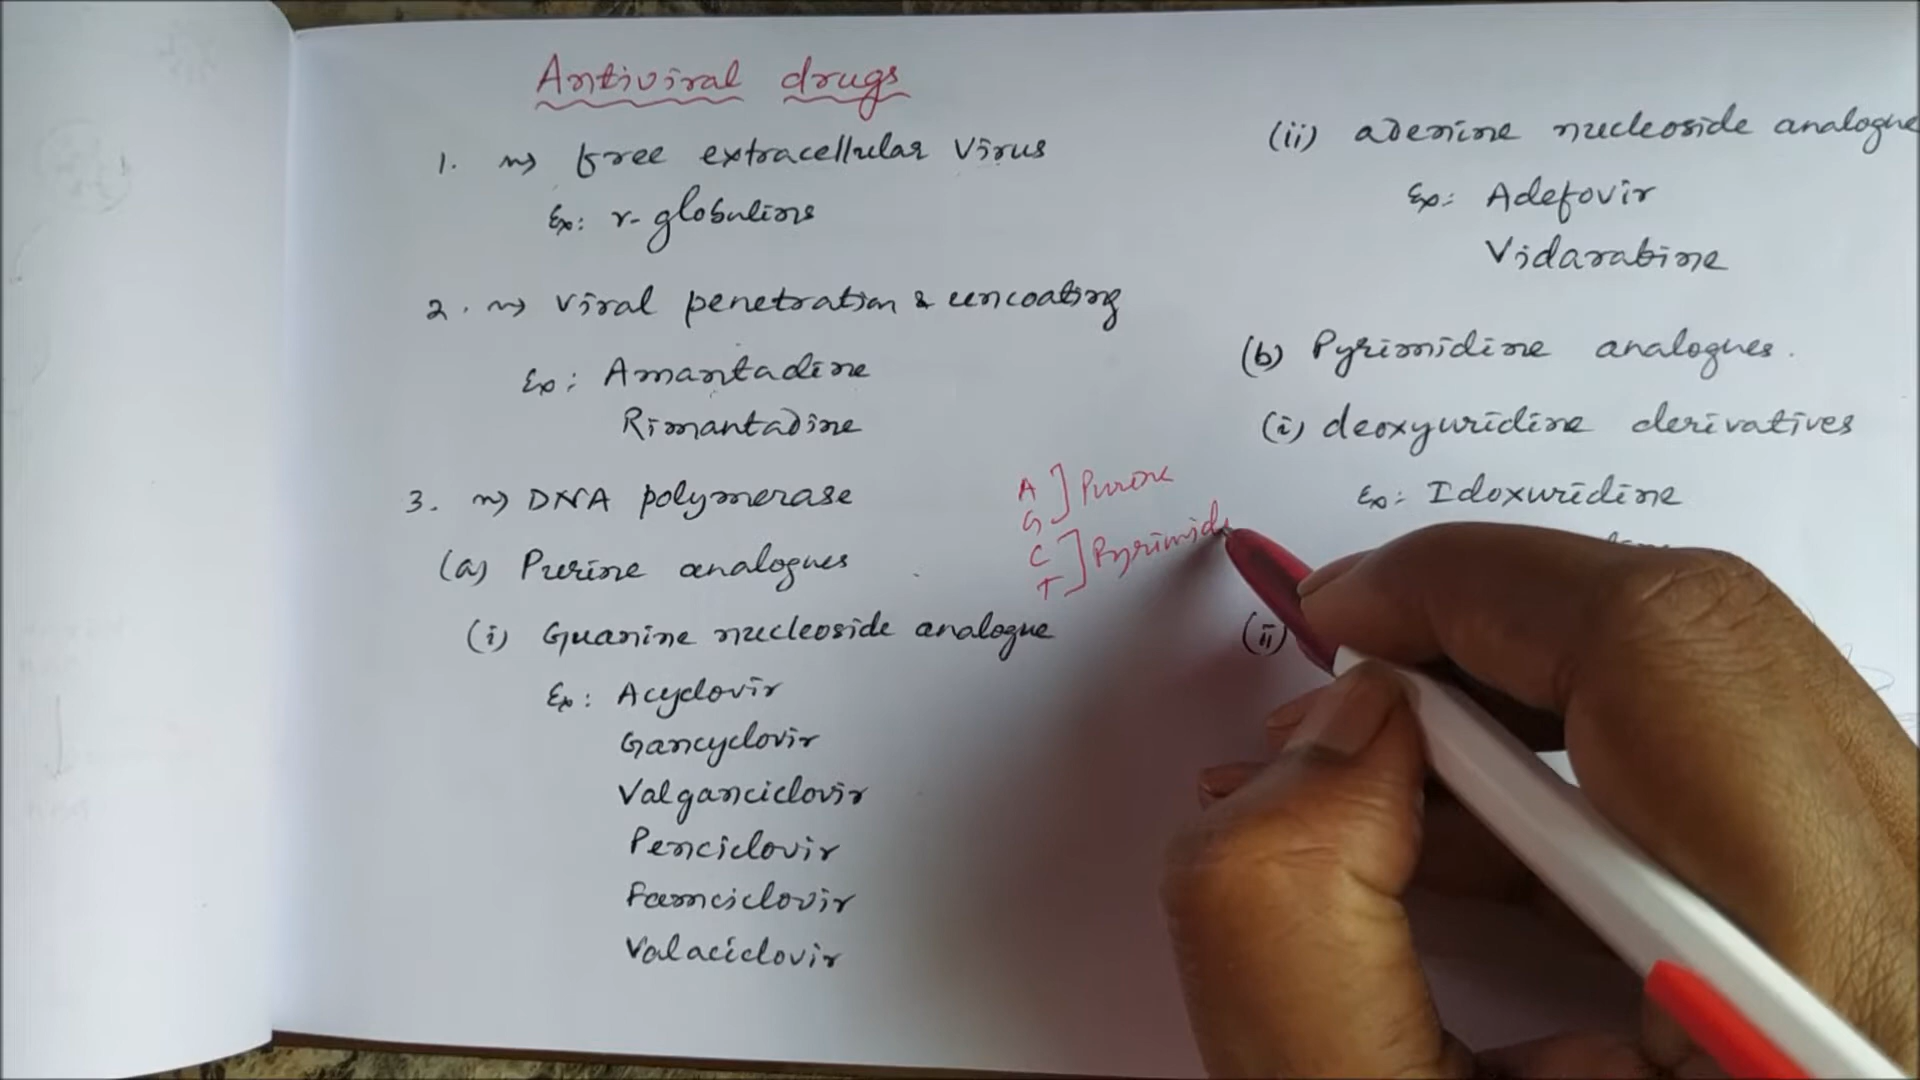 Antiviral drugs
1. ⇝ free extracellular Virus
Ex: γ-globulins
2. ⇝ Viral penetration & uncoating
Ex: Amantadine
Rimantadine
3. ⇝ DNA polymerase
(a) Purine analogues
(i) Guanine nucleoside analogue
Ex: Acyclovir
Gancyclovir
Valganciclovir
Penciclovir
Famciclovir
Valaciclovir
A
G ] Purine
C
T ] Pyrimid
(ii) adenine nucleoside analogue
Ex: Adefovir
Vidarabine
(b) Pyrimidine analogues.
(i) deoxyuridine derivatives
Ex: Idoxuridine
(ii)